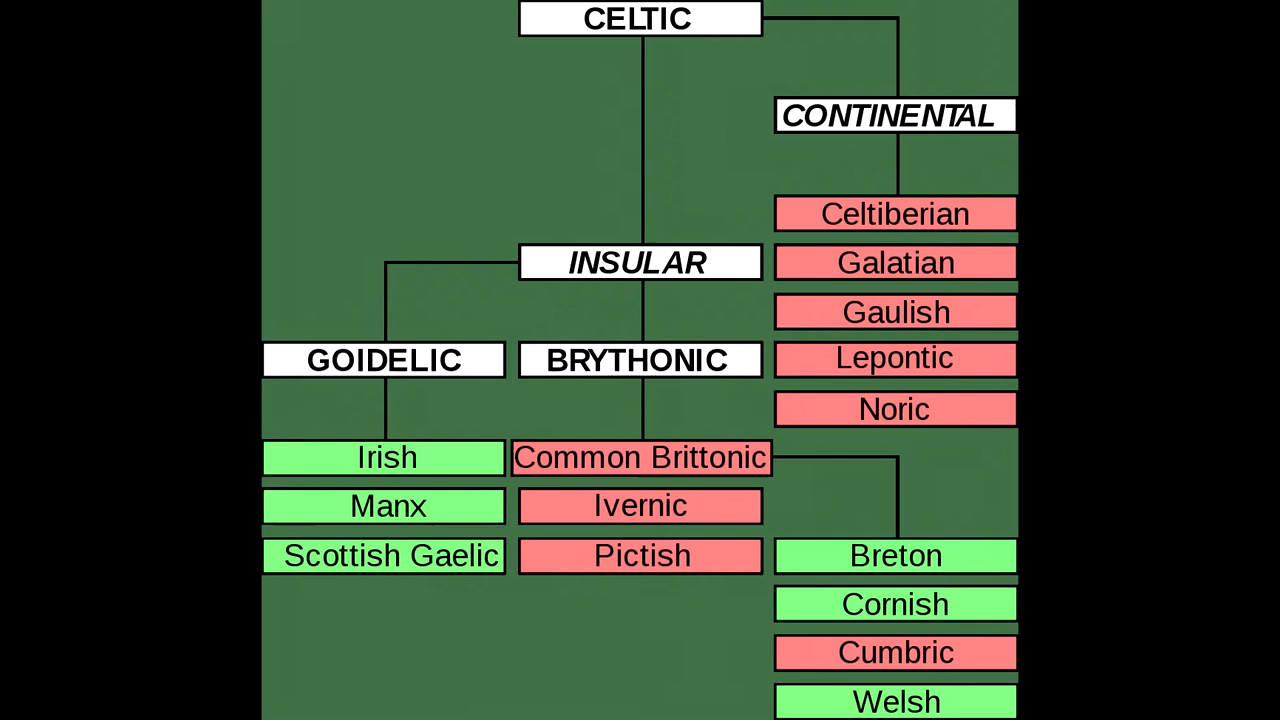 CELTIC
CONTINENTAL
Celtiberian
INSULAR
Galatian
Gaulish
GOIDELIC
BRYTHONIC
Lepontic
Noric
Irish
Common Brittonic
Manx
Ivernic
Scottish Gaelic
Pictish
Breton
Cornish
Cumbric
Welsh